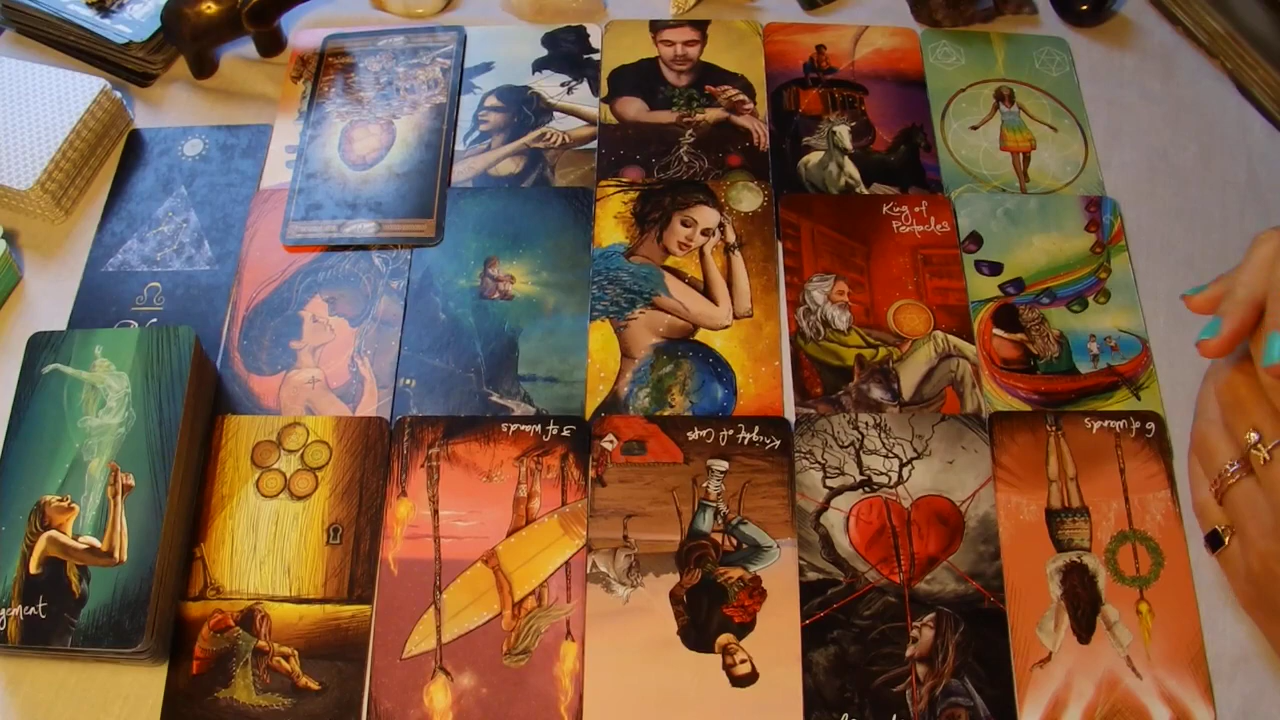 King of
Pentacles
3 of Wands
Knight of Cups
6 of Wands
gement